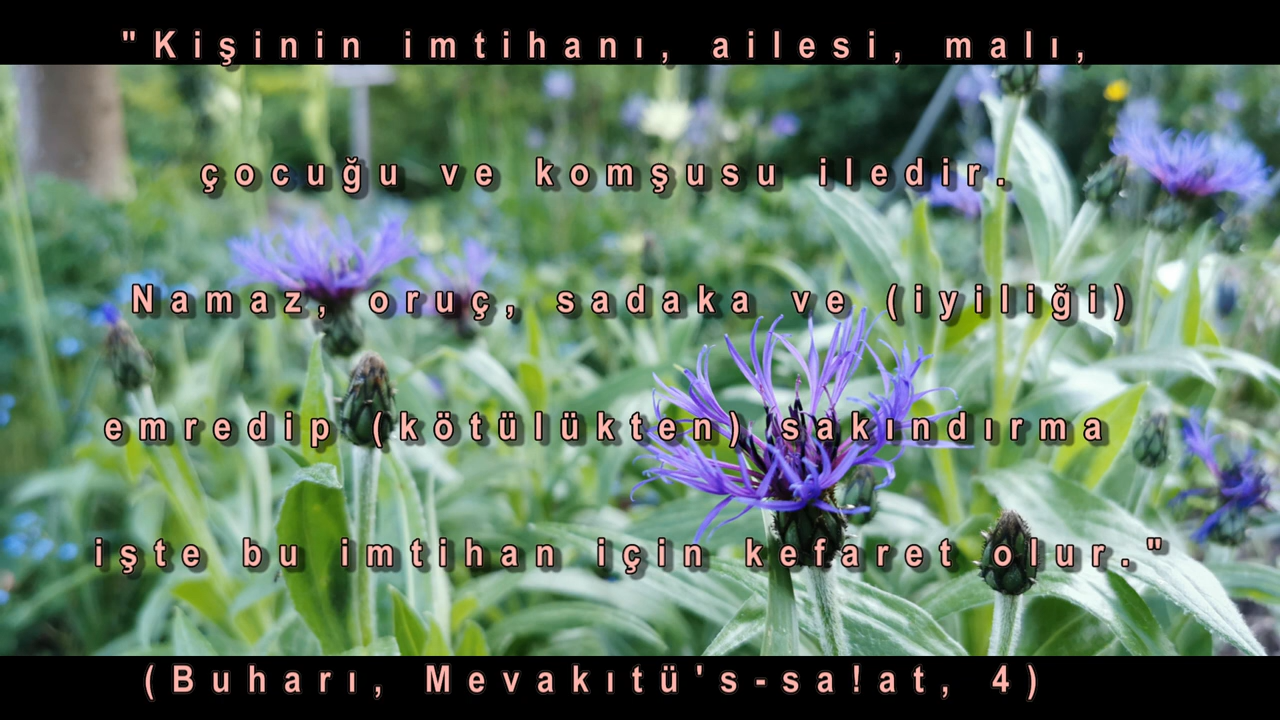 "Kişinin imtihanı, ailesi, malı,
çocuğu ve komşusu iledir.
Namaz, oruç, sadaka ve (iyiliği)
emredip (kötülükten) sakındırma
işte bu imtihan için kefaret olur."
(Buharı, Mevakıtü's-sa!at, 4)